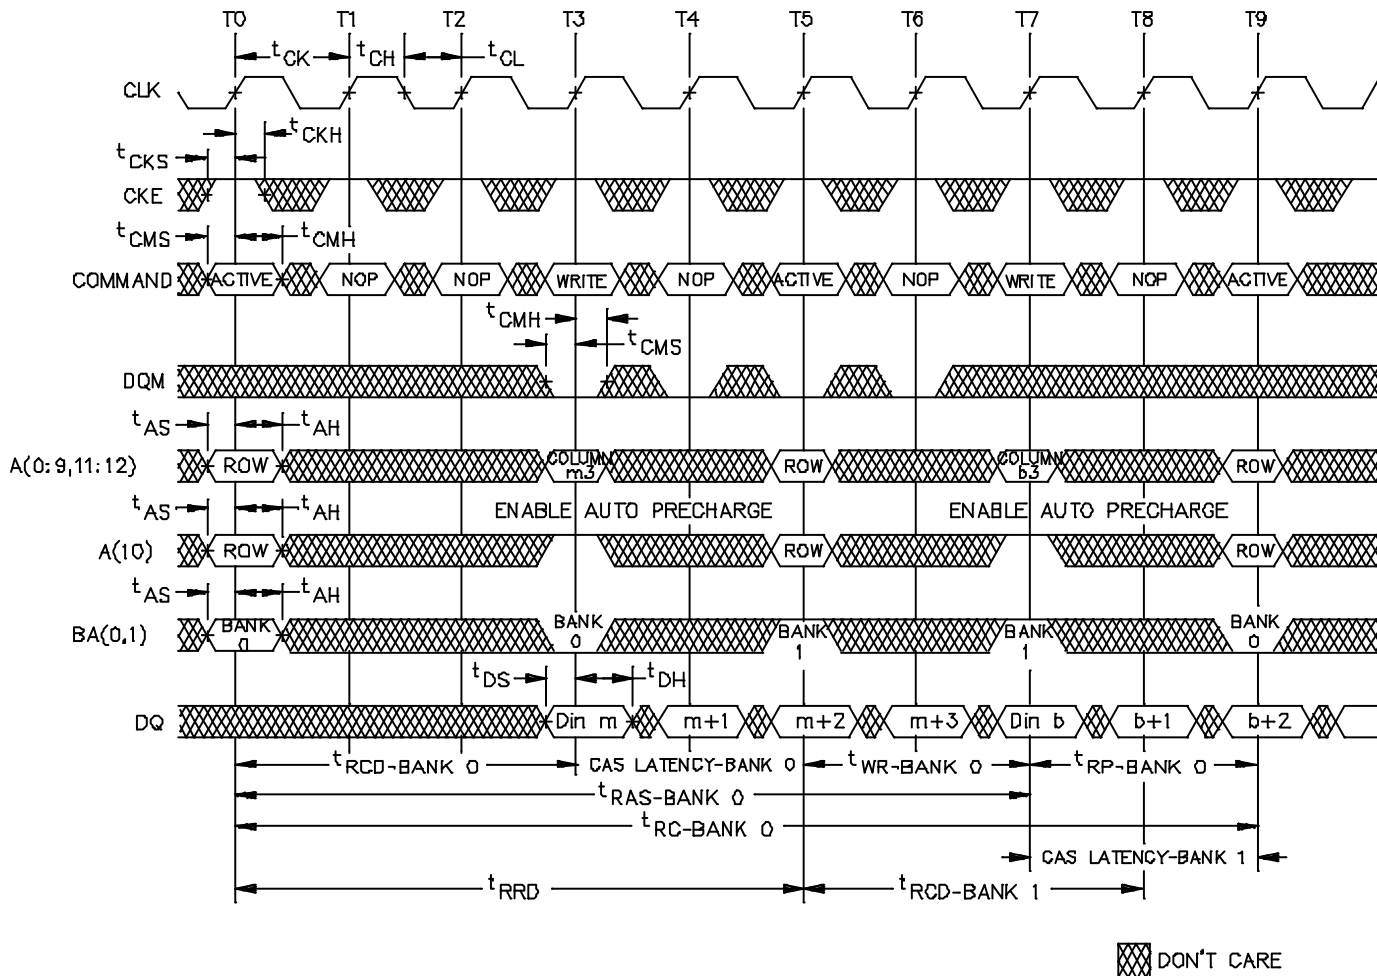 T0 T1 T2 T3 T4 T5 T6 T7 T8 T9
tCK tCH tCL
CLK
tCKH
tCKS
CKE
tCMS tCMH
COMMAND ACTIVE NOP NOP WRITE NOP ACTIVE NOP WRITE NOP ACTIVE
tCMH
tCMS
DQM
tAS tAH
A(0:9,11:12) ROW COLUMN m3 ROW COLUMN b3 ROW
tAS tAH ENABLE AUTO PRECHARGE ENABLE AUTO PRECHARGE
A(10) ROW ROW ROW
tAS tAH
BA(0,1) BANK 0 BANK 0 BANK 1 BANK 1 BANK 0
tDS tDH
DQ Din m m+1 m+2 m+3 Din b b+1 b+2
tRCD-BANK 0 CAS LATENCY-BANK 0 tWR-BANK 0 tRP-BANK 0
tRAS-BANK 0
tRC-BANK 0
CAS LATENCY-BANK 1
tRRD tRCD-BANK 1
DON'T CARE